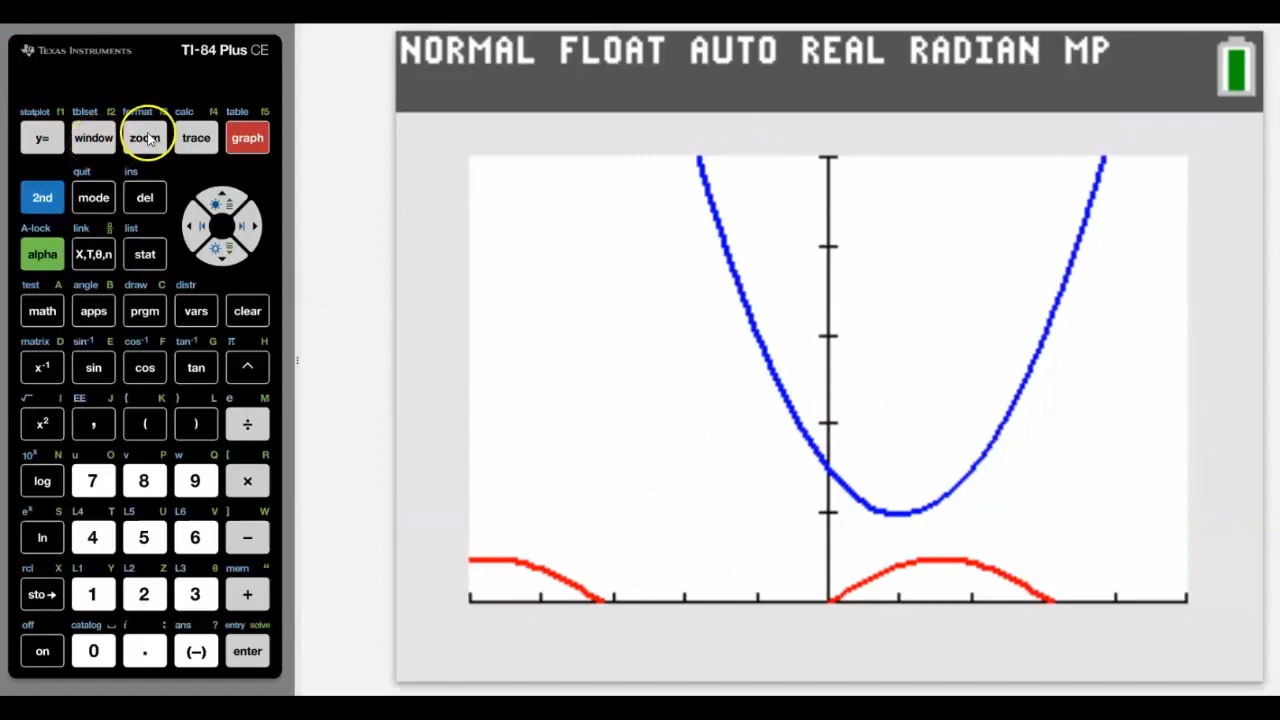 TEXAS INSTRUMENTS TI-84 Plus CE
NORMAL FLOAT AUTO REAL RADIAN MP
statplot f1 tblset f2 format f3 calc f4 table f5
y= window zoom trace graph
quit ins
2nd mode del
A-lock link list
alpha X,T,θ,n stat
test A angle B draw C distr
math apps prgm vars clear
matrix D sin⁻¹ E cos⁻¹ F tan⁻¹ G π H
x⁻¹ sin cos tan ^
√ I EE J { K } L e M
x² , ( ) ÷
10ˣ N u O v P w Q [ R
log 7 8 9 ×
eˣ S L4 T L5 U L6 V ] W
ln 4 5 6 −
rcl X L1 Y L2 Z L3 θ mem "
sto→ 1 2 3 +
off catalog i : ans ? entry solve
on 0 . (–) enter